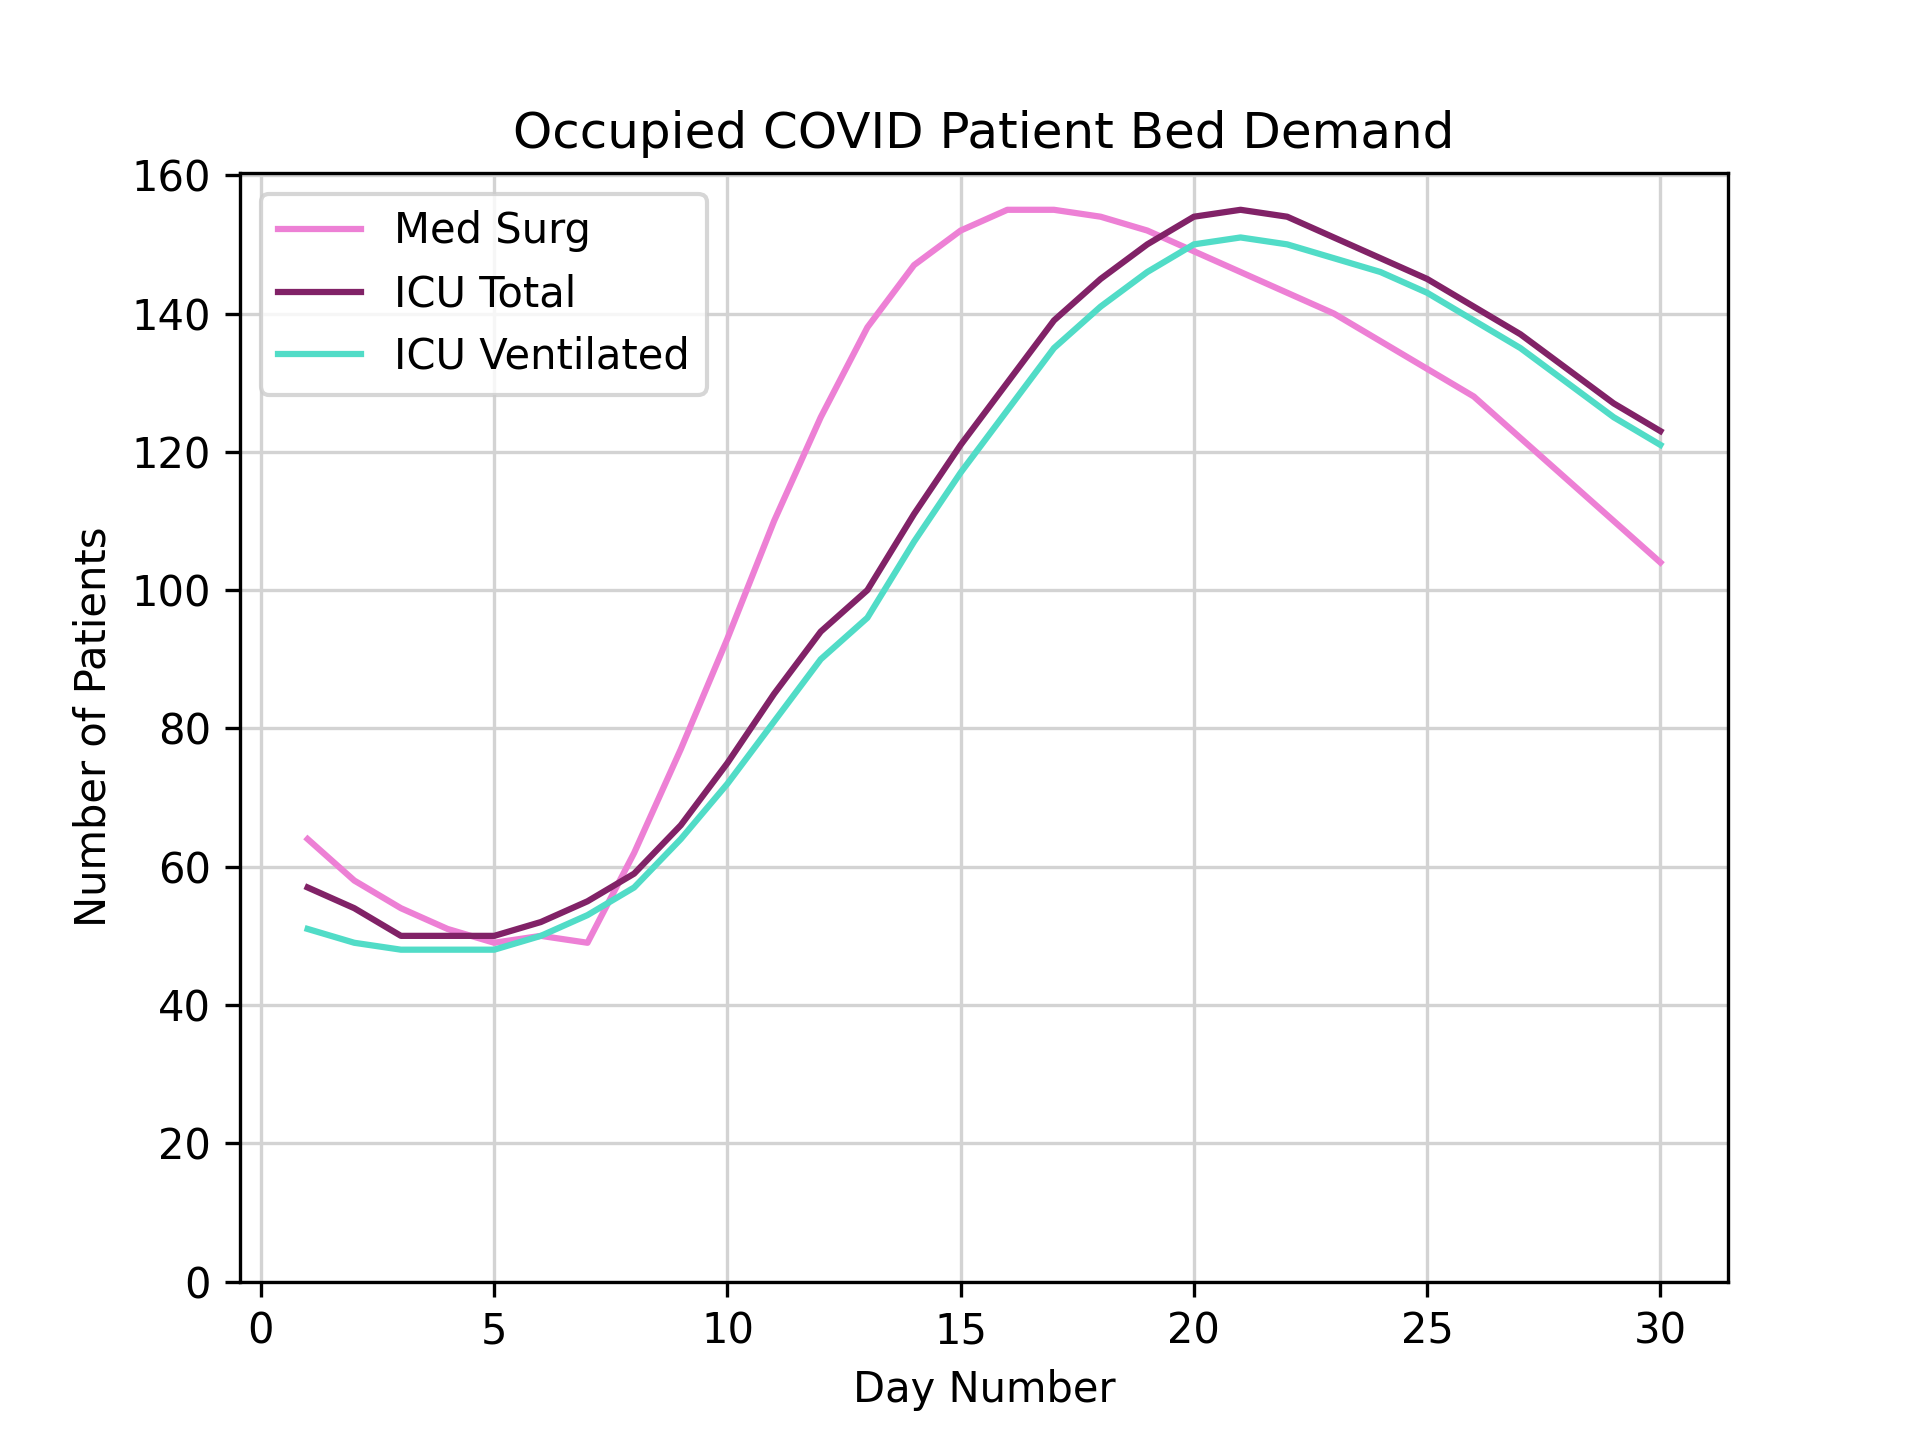 Occupied COVID Patient Bed Demand
Med Surg
ICU Total
ICU Ventilated
160
140
120
100
80
60
40
20
0
Number of Patients
0 5 10 15 20 25 30
Day Number